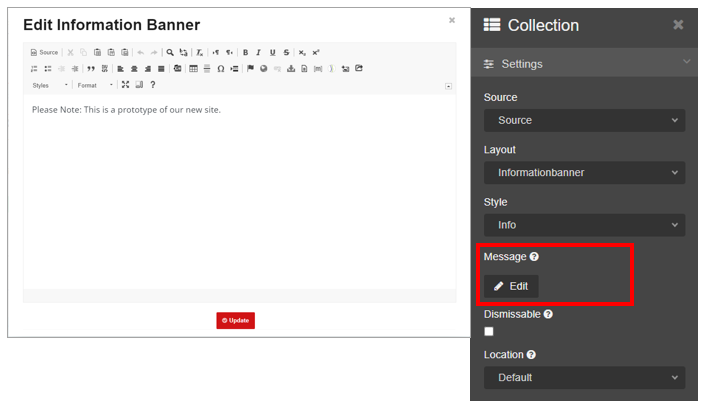 Edit Information Banner
Source
Styles Format
Please Note: This is a prototype of our new site.
Update
Collection
Settings
Source
Source
Layout
Informationbanner
Style
Info
Message
Edit
Dismissable
Location
Default